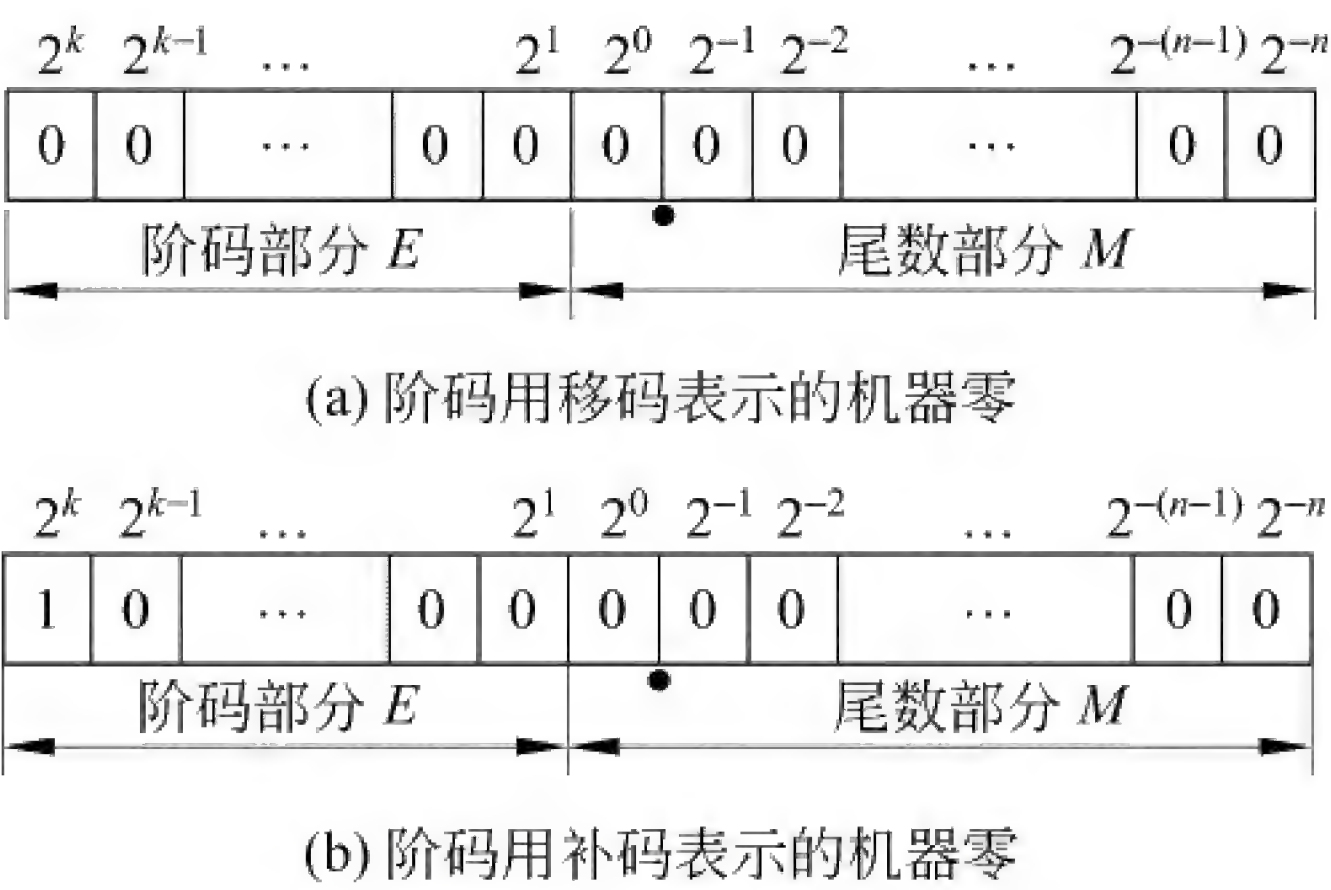 2^k 2^{k-1} … 2^1 2^0 2^{-1} 2^{-2} … 2^{-(n-1)} 2^{-n}
0 0 … 0 0 0 0 0 … 0 0
阶码部分 E 尾数部分 M
(a) 阶码用移码表示的机器零
2^k 2^{k-1} … 2^1 2^0 2^{-1} 2^{-2} … 2^{-(n-1)} 2^{-n}
1 0 … 0 0 0 0 0 … 0 0
阶码部分 E 尾数部分 M
(b) 阶码用补码表示的机器零